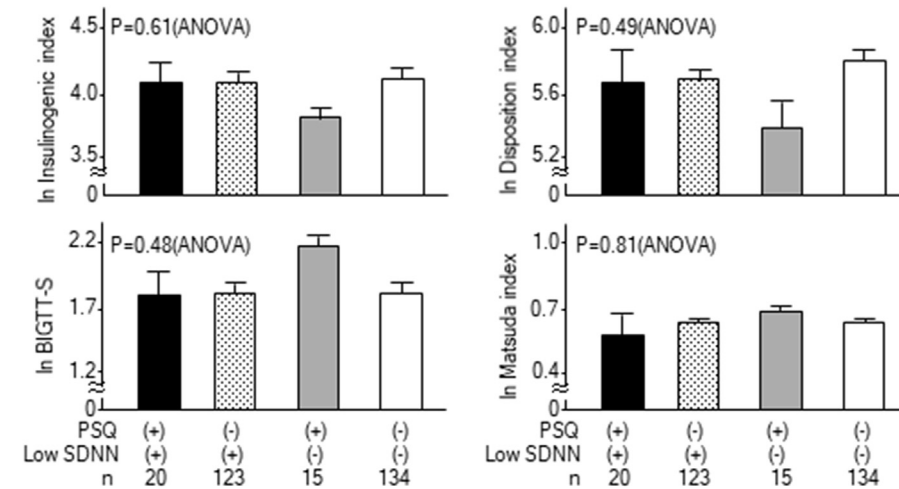 P=0.61(ANOVA)
ln Insulinogenic index
4.5
4.0
3.5
0
P=0.49(ANOVA)
ln Disposition index
6.0
5.6
5.2
0
P=0.48(ANOVA)
ln BIGTT-S
2.2
1.7
1.2
0
P=0.81(ANOVA)
ln Matsuda index
1.0
0.7
0.4
0
PSQ (+) (-) (+) (-)
Low SDNN (+) (+) (-) (-)
n 20 123 15 134
PSQ (+) (-) (+) (-)
Low SDNN (+) (+) (-) (-)
n 20 123 15 134